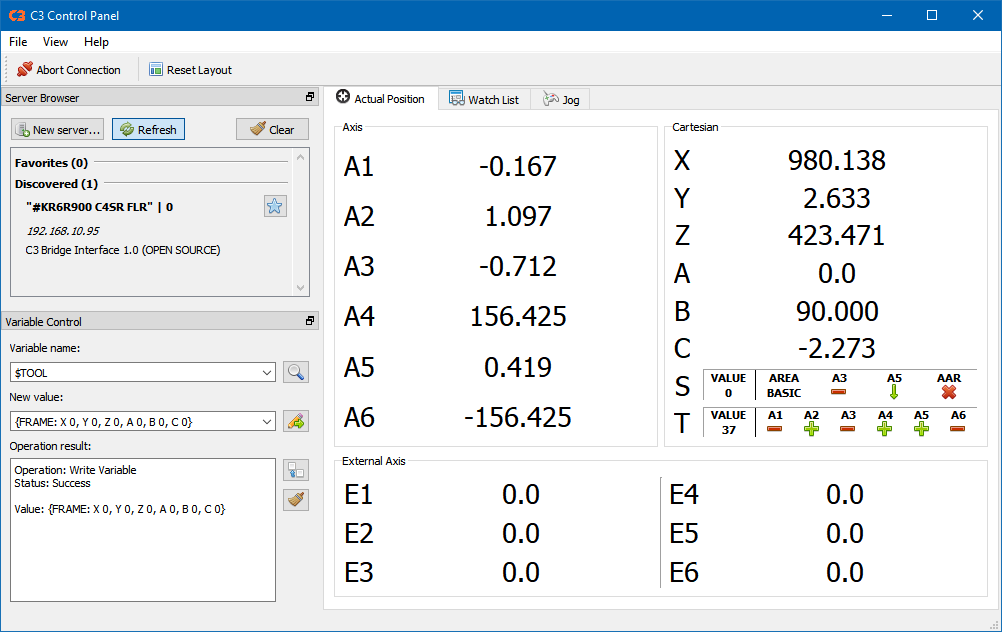 C3 Control Panel
File View Help
Abort Connection Reset Layout
Server Browser
New server... Refresh Clear
Favorites (0)
Discovered (1)
"#KR6R900 C4SR FLR" | 0
192.168.10.95
C3 Bridge Interface 1.0 (OPEN SOURCE)
Variable Control
Variable name:
$TOOL
New value:
{FRAME: X 0, Y 0, Z 0, A 0, B 0, C 0}
Operation result:
Operation: Write Variable
Status: Success
Value: {FRAME: X 0, Y 0, Z 0, A 0, B 0, C 0}
Actual Position Watch List Jog
Axis
A1 -0.167
A2 1.097
A3 -0.712
A4 156.425
A5 0.419
A6 -156.425
Cartesian
X 980.138
Y 2.633
Z 423.471
A 0.0
B 90.000
C -2.273
S VALUE 0 AREA BASIC A3 A5 AAR
T VALUE 37 A1 A2 A3 A4 A5 A6
External Axis
E1 0.0 E4 0.0
E2 0.0 E5 0.0
E3 0.0 E6 0.0